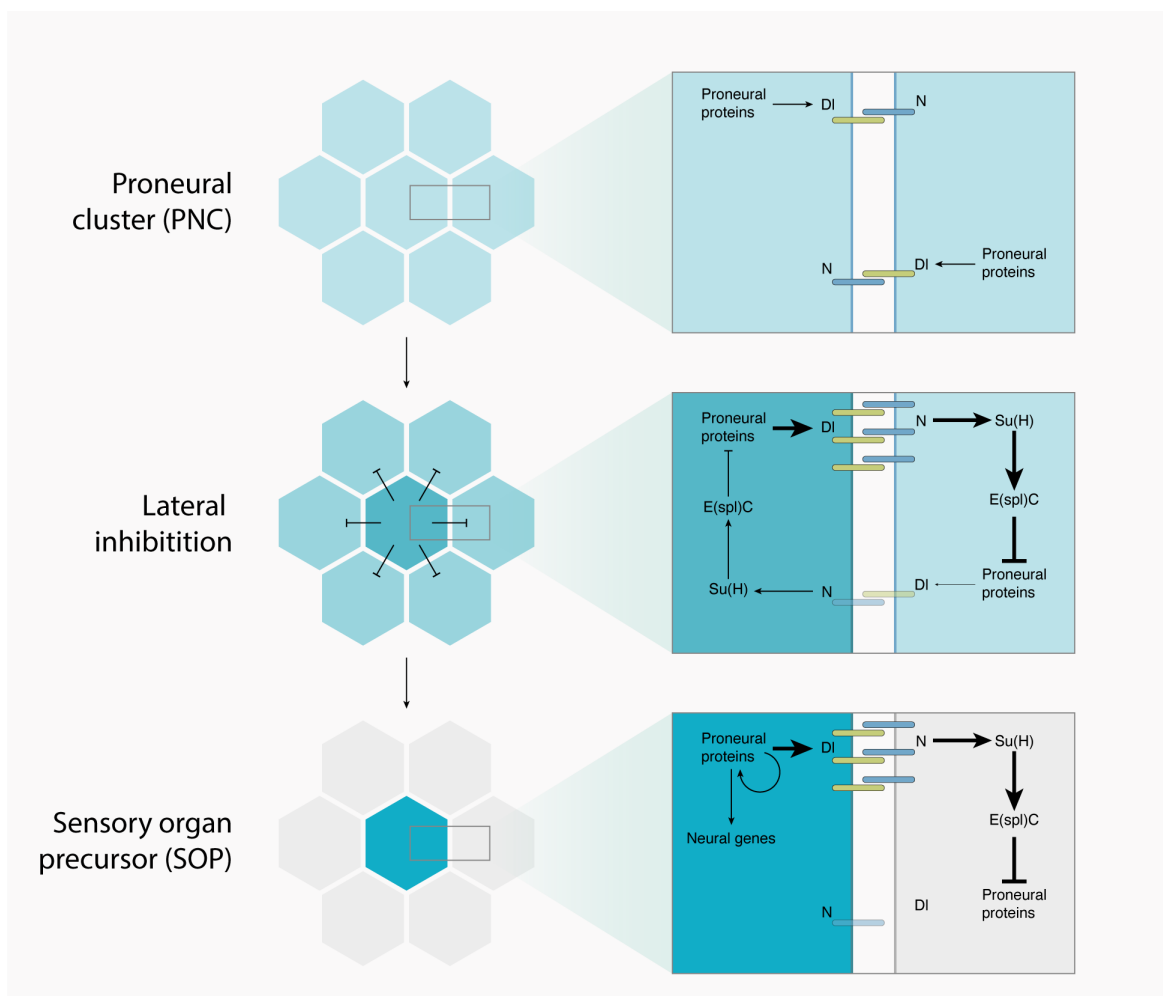 Proneural
cluster (PNC)
Proneural
proteins
Dl
N
N
Dl
Proneural
proteins
Lateral
inhibitition
Proneural
proteins
Dl
N
Su(H)
E(spl)C
E(spl)C
Su(H)
N
Dl
Proneural
proteins
Sensory organ
precursor (SOP)
Proneural
proteins
Dl
N
Su(H)
Neural genes
E(spl)C
N
Dl
Proneural
proteins